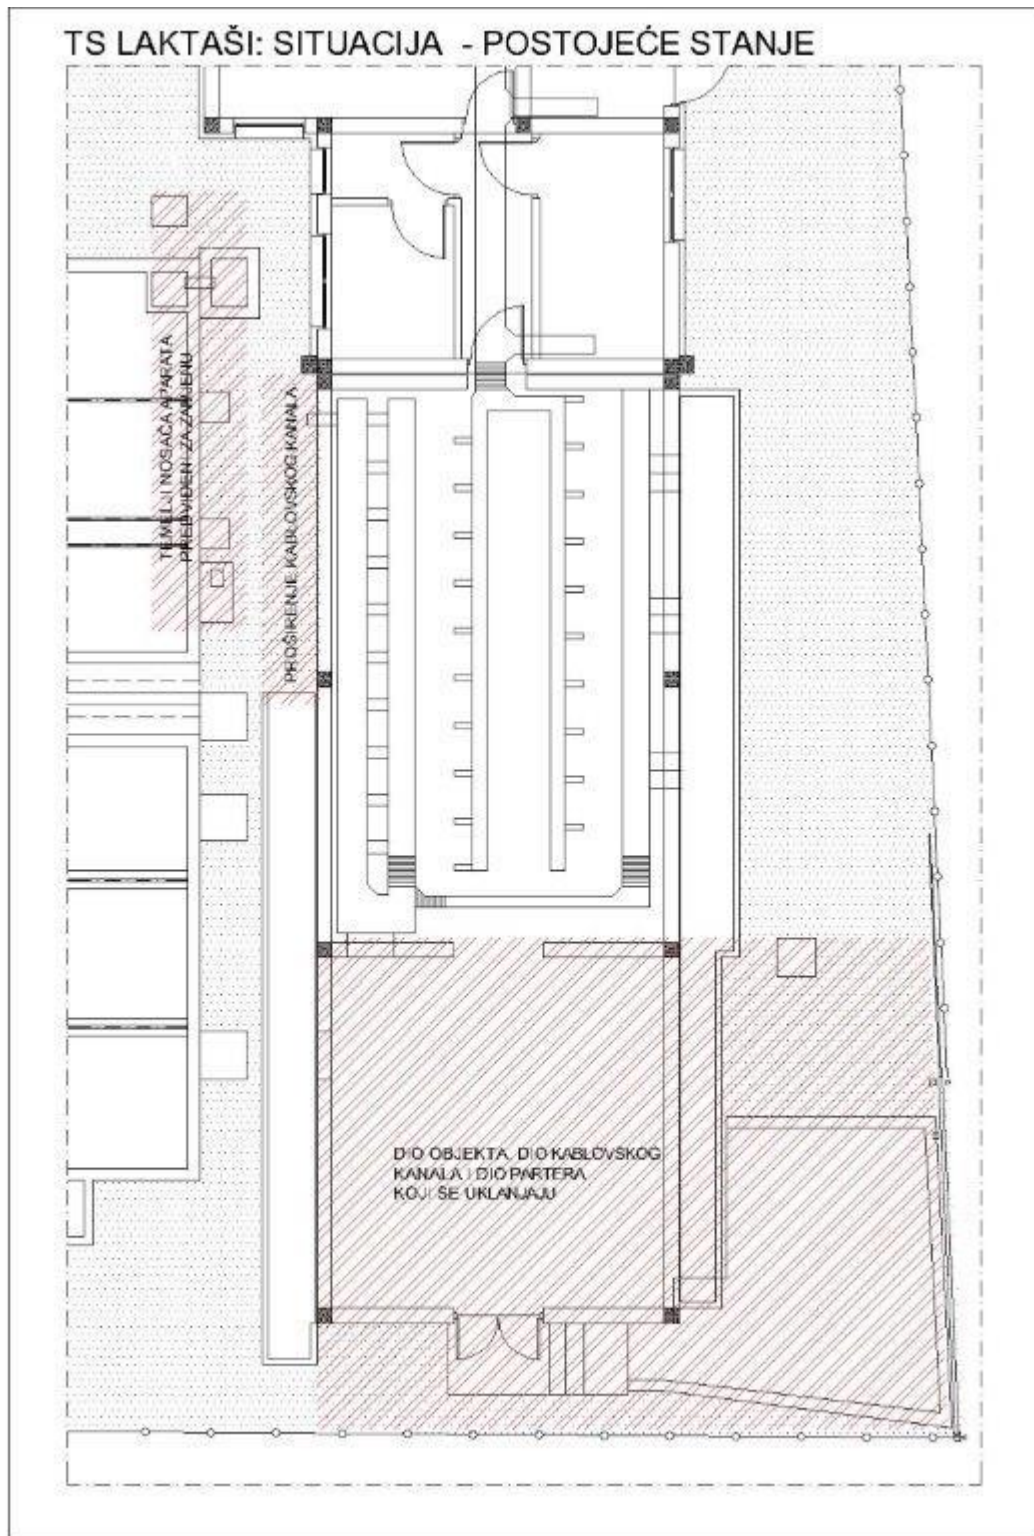 TS LAKTAŠI: SITUACIJA - POSTOJEĆE STANJE
TEMELJI NOSAČA APARATA
PREDVIĐENI ZA ZAMJENU
PROŠIRENJE KABLOVSKOG KANALA
DIO OBJEKTA, DIO KABLOVSKOG
KANALA I DIO PARTERA
KOJI SE UKLANJAJU